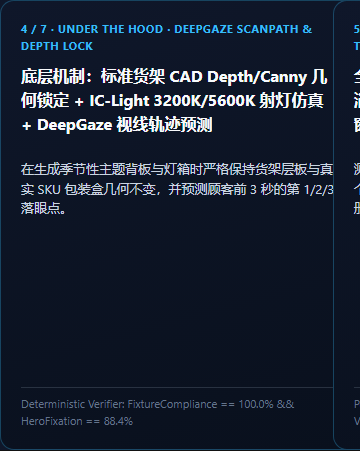 4 / 7 · UNDER THE HOOD · DEEPGAZE SCANPATH &
DEPTH LOCK
底层机制：标准货架 CAD Depth/Canny 几
何锁定 + IC-Light 3200K/5600K 射灯仿真
+ DeepGaze 视线轨迹预测
在生成季节性主题背板与灯箱时严格保持货架层板与真
实 SKU 包装盒几何不变，并预测顾客前 3 秒的第 1/2/3
落眼点。
Deterministic Verifier: FixtureCompliance == 100.0% &&
HeroFixation == 88.4%